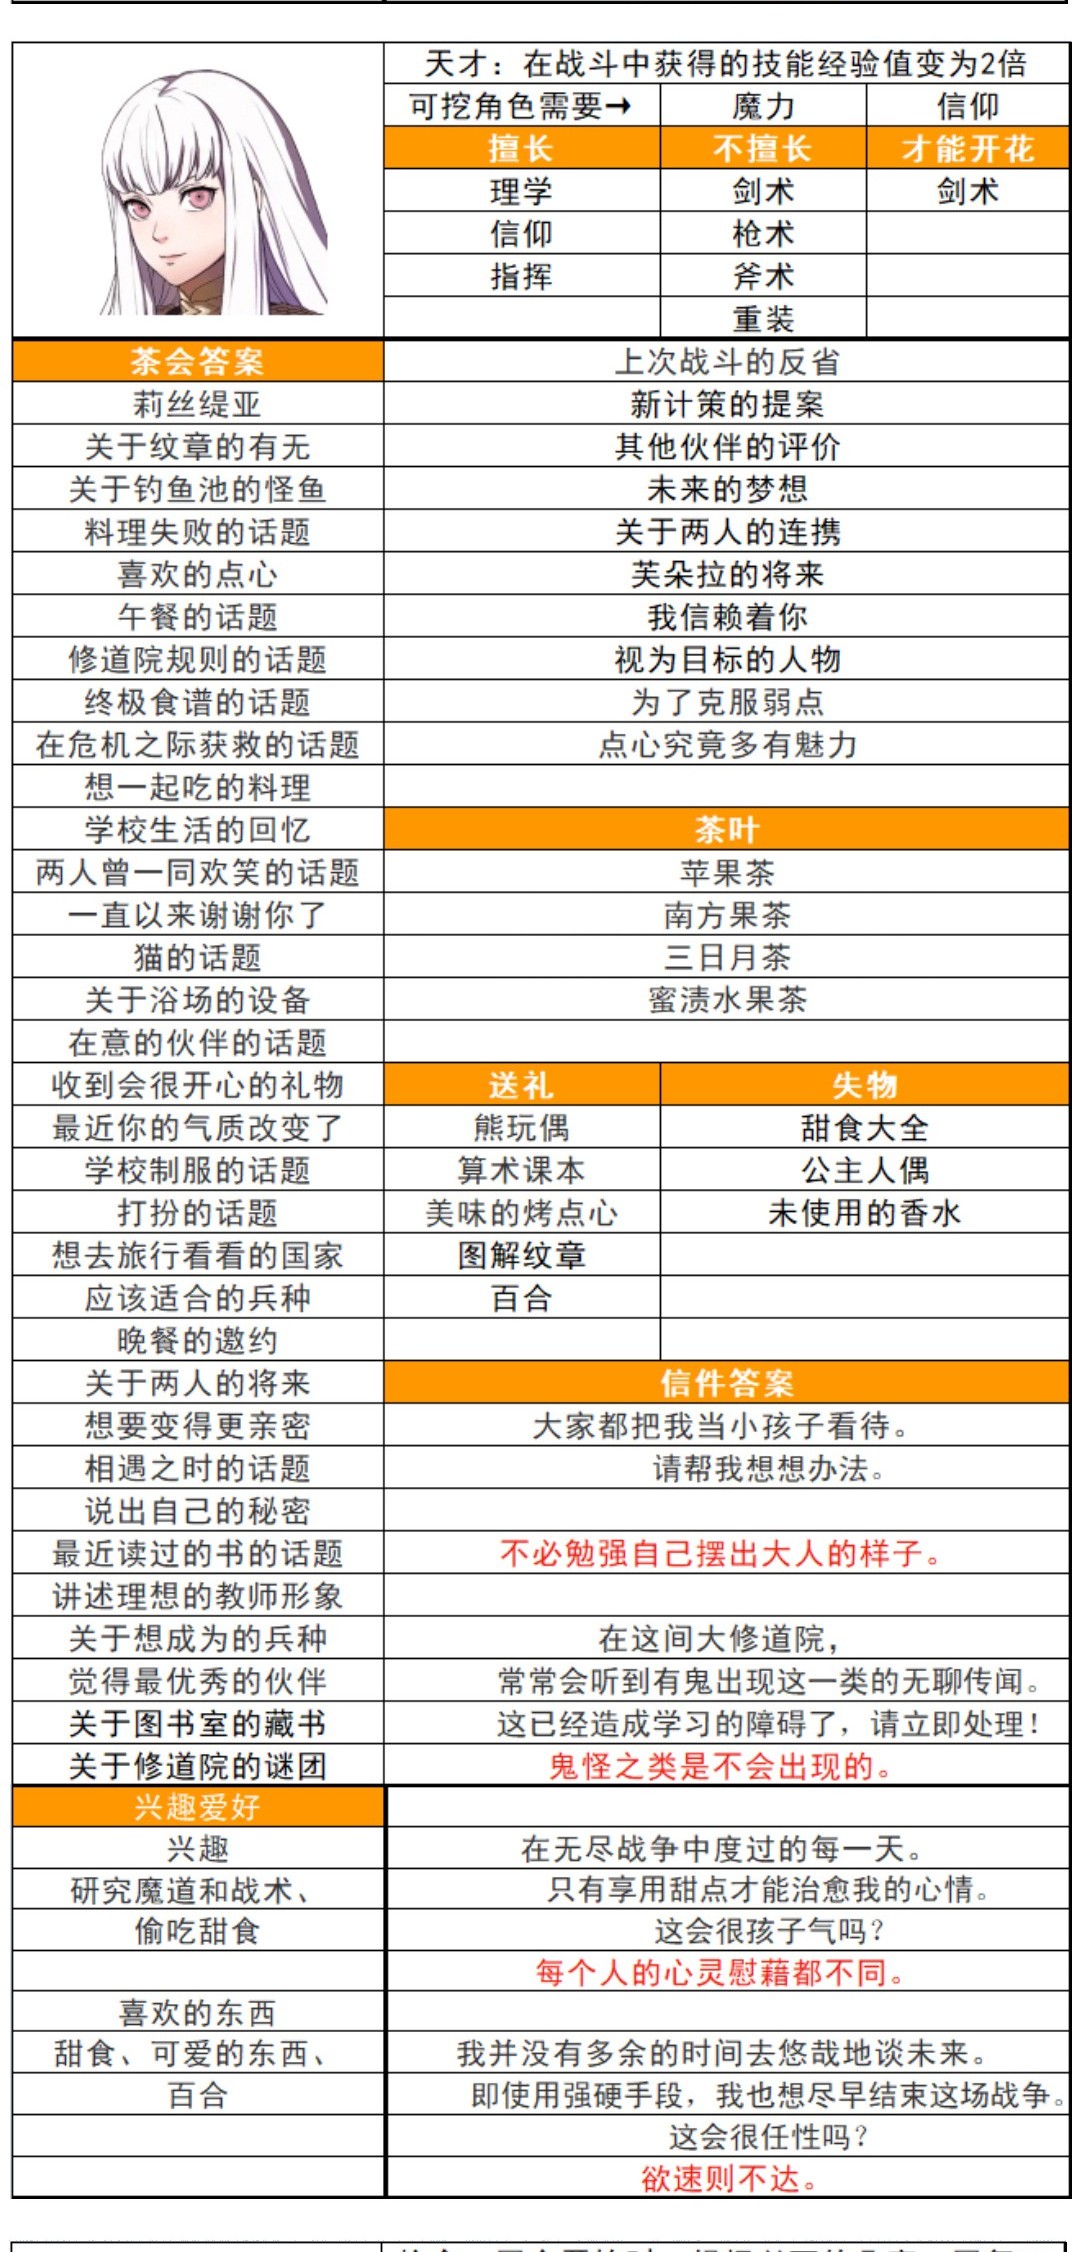 天才：在战斗中获得的技能经验值变为2倍
可挖角色需要→ 魔力 信仰
擅长 不擅长 才能开花
理学 剑术 剑术
信仰 枪术
指挥 斧术
重装
茶会答案 上次战斗的反省
莉丝缇亚 新计策的提案
关于纹章的有无 其他伙伴的评价
关于钓鱼池的怪鱼 未来的梦想
料理失败的话题 关于两人的连携
喜欢的点心 芙朵拉的将来
午餐的话题 我信赖着你
修道院规则的话题 视为目标的人物
终极食谱的话题 为了克服弱点
在危机之际获救的话题 点心究竟多有魅力
想一起吃的料理
学校生活的回忆 茶叶
两人曾一同欢笑的话题 苹果茶
一直以来谢谢你了 南方果茶
猫的话题 三日月茶
关于浴场的设备 蜜渍水果茶
在意的伙伴的话题
收到会很开心的礼物 送礼 失物
最近你的气质改变了 熊玩偶 甜食大全
学校制服的话题 算术课本 公主人偶
打扮的话题 美味的烤点心 未使用的香水
想去旅行看看的国家 图解纹章
应该适合的兵种 百合
晚餐的邀约
关于两人的将来 信件答案
想要变得更亲密 大家都把我当小孩子看待。
相遇之时的话题 请帮我想想办法。
说出自己的秘密
最近读过的书的话题 不必勉强自己摆出大人的样子。
讲述理想的教师形象
关于想成为的兵种 在这间大修道院，
觉得最优秀的伙伴 常常会听到有鬼出现这一类的无聊传闻。
关于图书室的藏书 这已经造成学习的障碍了，请立即处理！
关于修道院的谜团 鬼怪之类是不会出现的。
兴趣爱好
兴趣 在无尽战争中度过的每一天。
研究魔道和战术、 只有享用甜点才能治愈我的心情。
偷吃甜食 这会很孩子气吗？
每个人的心灵慰藉都不同。
喜欢的东西
甜食、可爱的东西、 我并没有多余的时间去悠哉地谈未来。
百合 即使用强硬手段，我也想尽早结束这场战争。
这会很任性吗？
欲速则不达。